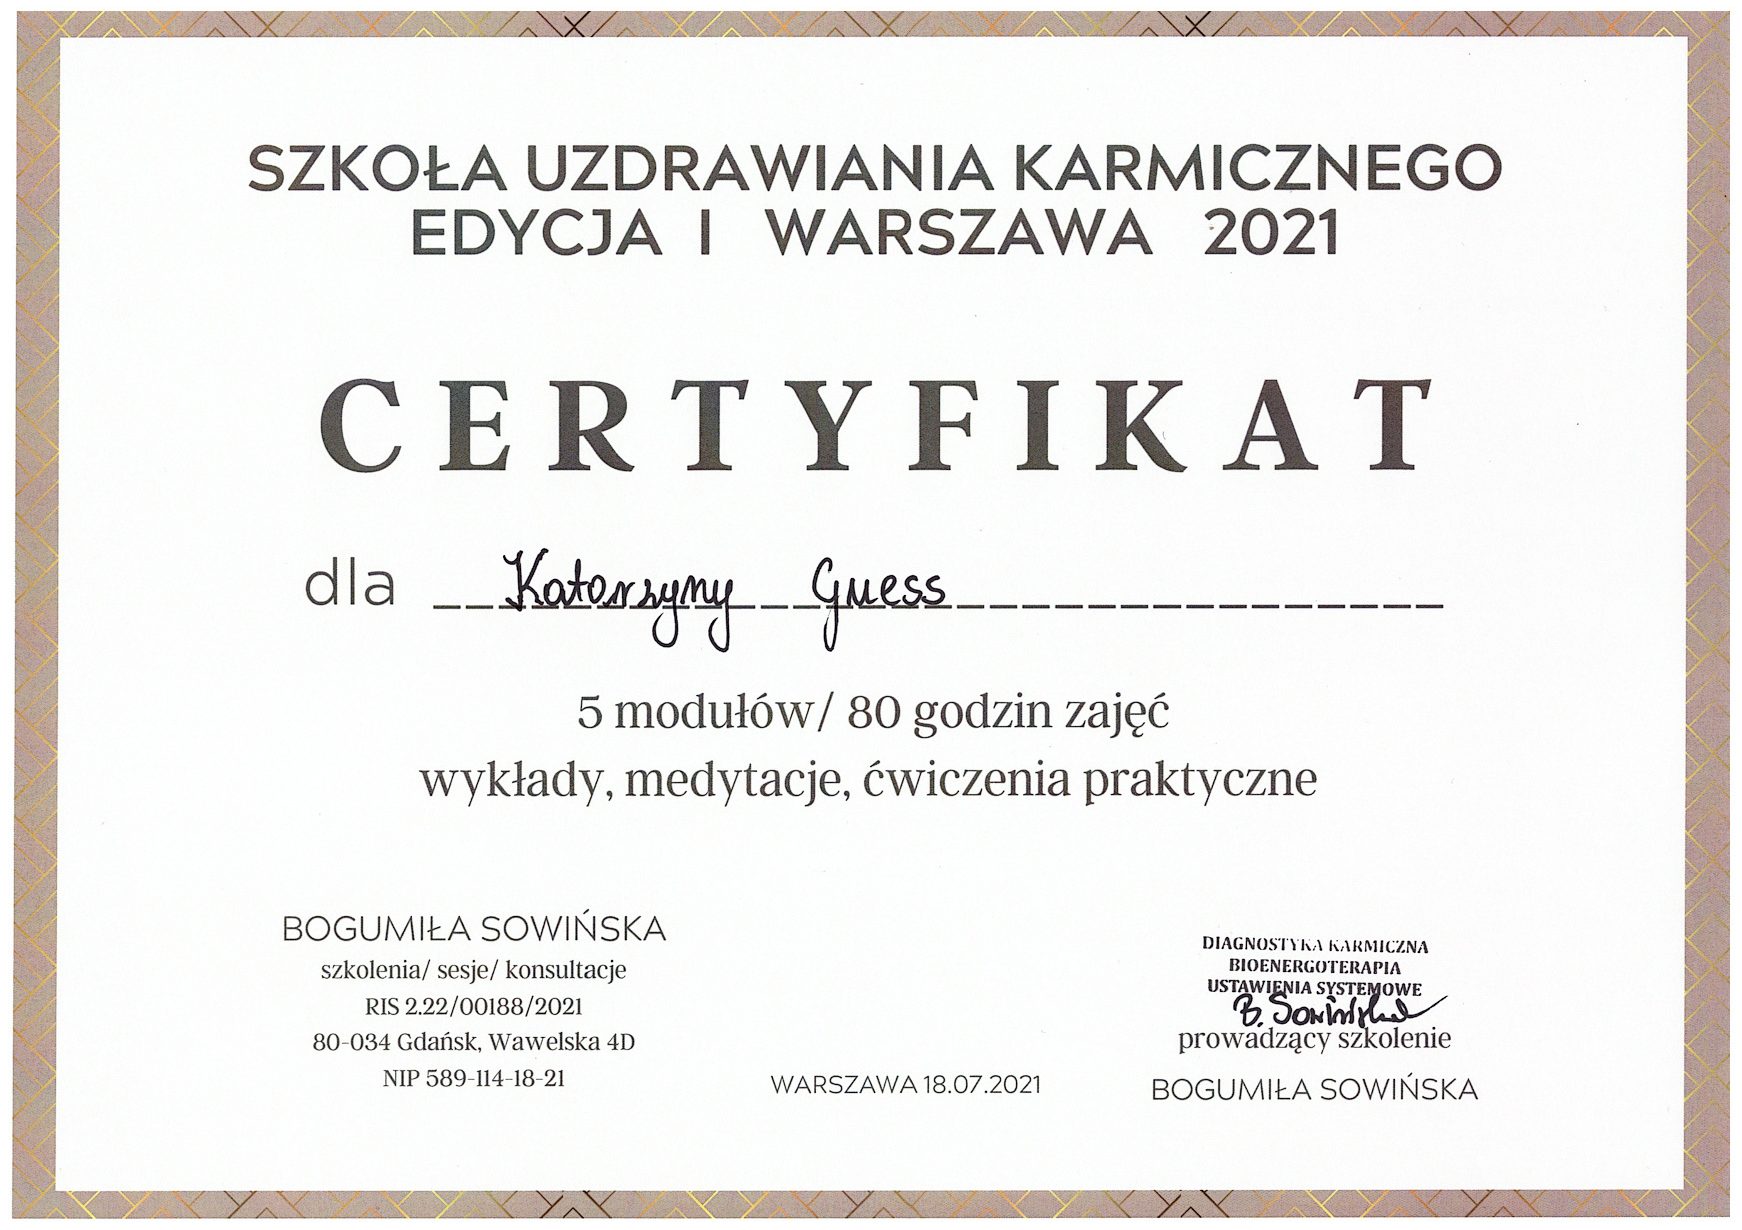 SZKOŁA UZDRAWIANIA KARMICZNEGO
EDYCJA I WARSZAWA 2021
CERTYFIKAT
dla Katarzyny Guess
5 modułów/ 80 godzin zajęć
wykłady, medytacje, ćwiczenia praktyczne
BOGUMIŁA SOWIŃSKA
szkolenia/ sesje/ konsultacje
RIS 2.22/00188/2021
80-034 Gdańsk, Wawelska 4D
NIP 589-114-18-21
WARSZAWA 18.07.2021
DIAGNOSTYKA KARMICZNA
BIOENERGOTERAPIA
USTAWIENIA SYSTEMOWE
B. Sowińska
prowadzący szkolenie
BOGUMIŁA SOWIŃSKA